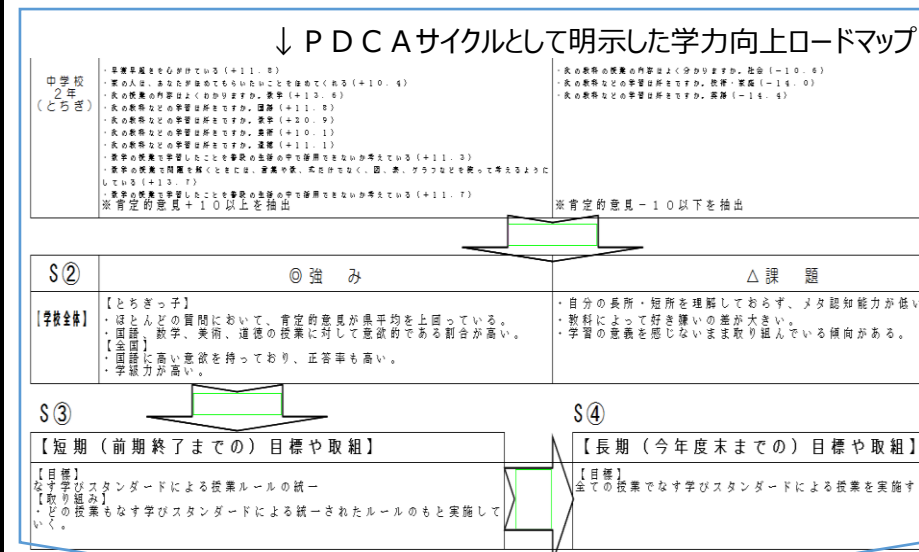 ↓ＰＤＣＡサイクルとして明示した学力向上ロードマップ
中学校
２年
（とちぎ）
・早寝早起きを心がけている（＋１１．８）
・家の人は、あなたがほめてもらいたいことをほめてくれる（＋１０．４）
・次の授業の内容はよくわかりますか。数学（＋１３．６）
・次の教科などの学習は好きですか。国語（＋１１．８）
・次の教科などの学習は好きですか。数学（＋２０．９）
・次の教科などの学習は好きですか。美術（＋１０．１）
・次の教科などの学習は好きですか。道徳（＋１１．１）
・数学の授業で学習したことを普段の生活の中で活用できないか考えている（＋１１．３）
・数学の授業で問題を解くときには、言葉や数、式だけでなく、図、表、グラフなどを使って考えるように
している（＋１３．７）
・数学の授業で学習したことを普段の生活の中で活用できないか考えている（＋１１．７）
※肯定的意見＋１０以上を抽出
・次の教科の授業の内容はよく分かりますか。社会（－１０．６）
・次の教科などの学習は好きですか。技術・家庭（－１４．０）
・次の教科などの学習は好きですか。英語（－１４．４）
※肯定的意見－１０以下を抽出
Ｓ②
◎強　み
△課　題
【学校全体】
【とちぎっ子】
・ほとんどの質問において、肯定的意見が県平均を上回っている。
・国語、数学、美術、道徳の授業に対して意欲的である割合が高い。
【全国】
・国語に高い意欲を持っており、正答率も高い。
・学級力が高い。
・自分の長所・短所を理解しておらず、メタ認知能力が低い
・教科によって好き嫌いの差が大きい。
・学習の意義を感じないまま取り組んでいる傾向がある。
Ｓ③
【短期（前期終了までの）目標や取組】
【目標】
なす学びスタンダードによる授業ルールの統一
【取り組み】
・どの授業もなす学びスタンダードによる統一されたルールのもと実施して
いく。
Ｓ④
【長期（今年度末までの）目標や取組】
【目標】
全ての授業でなす学びスタンダードによる授業を実施す